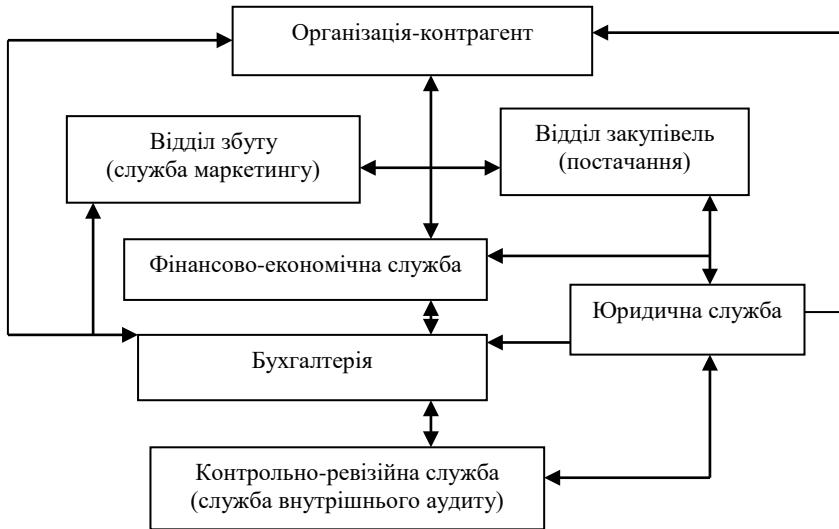 Організація-контрагент
Відділ збуту
(служба маркетингу)
Відділ закупівель
(постачання)
Фінансово-економічна служба
Юридична служба
Бухгалтерія
Контрольно-ревізійна служба
(служба внутрішнього аудиту)